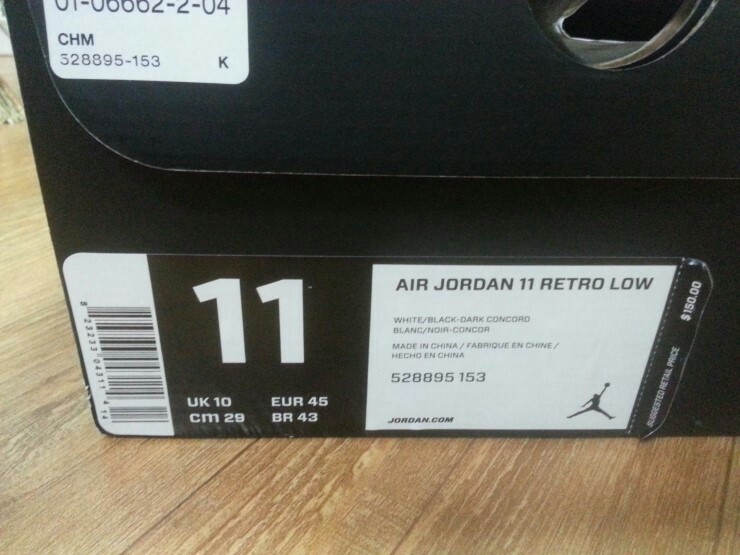 01-06662-2-04
CHM
528895-153
K
11
UK 10 EUR 45
cm 29 BR 43
AIR JORDAN 11 RETRO LOW
WHITE/BLACK-DARK CONCORD
BLANC/NOIR-CONCOR
MADE IN CHINA / FABRIQUE EN CHINE /
HECHO EN CHINA
528895 153
JORDAN.COM
SUGGESTED RETAIL PRICE $150.00